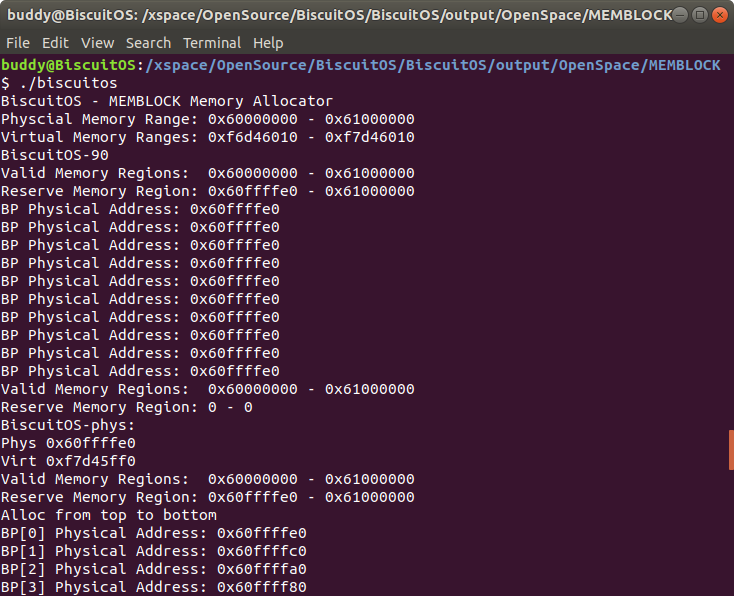 buddy@BiscuitOS: /xspace/OpenSource/BiscuitOS/BiscuitOS/output/OpenSpace/MEMBLOCK
File Edit View Search Terminal Help
buddy@BiscuitOS:/xspace/OpenSource/BiscuitOS/BiscuitOS/output/OpenSpace/MEMBLOCK
$ ./biscuitos
BiscuitOS - MEMBLOCK Memory Allocator
Physcial Memory Range: 0x60000000 - 0x61000000
Virtual Memory Ranges: 0xf6d46010 - 0xf7d46010
BiscuitOS-90
Valid Memory Regions:  0x60000000 - 0x61000000
Reserve Memory Region: 0x60ffffe0 - 0x61000000
BP Physical Address: 0x60ffffe0
BP Physical Address: 0x60ffffe0
BP Physical Address: 0x60ffffe0
BP Physical Address: 0x60ffffe0
BP Physical Address: 0x60ffffe0
BP Physical Address: 0x60ffffe0
BP Physical Address: 0x60ffffe0
BP Physical Address: 0x60ffffe0
BP Physical Address: 0x60ffffe0
BP Physical Address: 0x60ffffe0
Valid Memory Regions:  0x60000000 - 0x61000000
Reserve Memory Region: 0 - 0
BiscuitOS-phys:
Phys 0x60ffffe0
Virt 0xf7d45ff0
Valid Memory Regions:  0x60000000 - 0x61000000
Reserve Memory Region: 0x60ffffe0 - 0x61000000
Alloc from top to bottom
BP[0] Physical Address: 0x60ffffe0
BP[1] Physical Address: 0x60ffffc0
BP[2] Physical Address: 0x60ffffa0
BP[3] Physical Address: 0x60ffff80